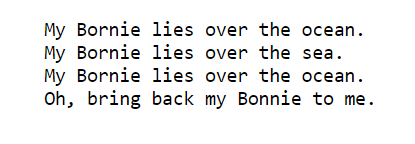 My Bornie lies over the ocean.
My Bornie lies over the sea.
My Bornie lies over the ocean.
Oh, bring back my Bonnie to me.